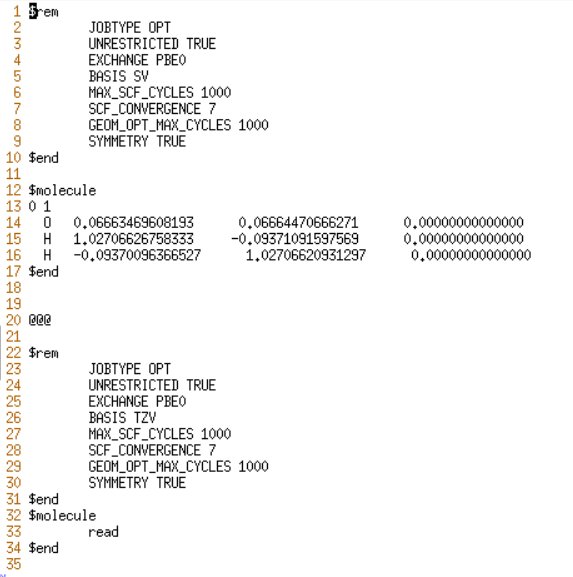 1 $rem
2 JOBTYPE OPT
3 UNRESTRICTED TRUE
4 EXCHANGE PBE0
5 BASIS SV
6 MAX_SCF_CYCLES 1000
7 SCF_CONVERGENCE 7
8 GEOM_OPT_MAX_CYCLES 1000
9 SYMMETRY TRUE
10 $end
11
12 $molecule
13 0 1
14 O 0.06663469608193 0.06664470666271 0.00000000000000
15 H 1.02706626758333 -0.09371091597569 0.00000000000000
16 H -0.09370096366527 1.02706620931297 0.00000000000000
17 $end
18
19
20 @@@
21
22 $rem
23 JOBTYPE OPT
24 UNRESTRICTED TRUE
25 EXCHANGE PBE0
26 BASIS TZV
27 MAX_SCF_CYCLES 1000
28 SCF_CONVERGENCE 7
29 GEOM_OPT_MAX_CYCLES 1000
30 SYMMETRY TRUE
31 $end
32 $molecule
33 read
34 $end
35